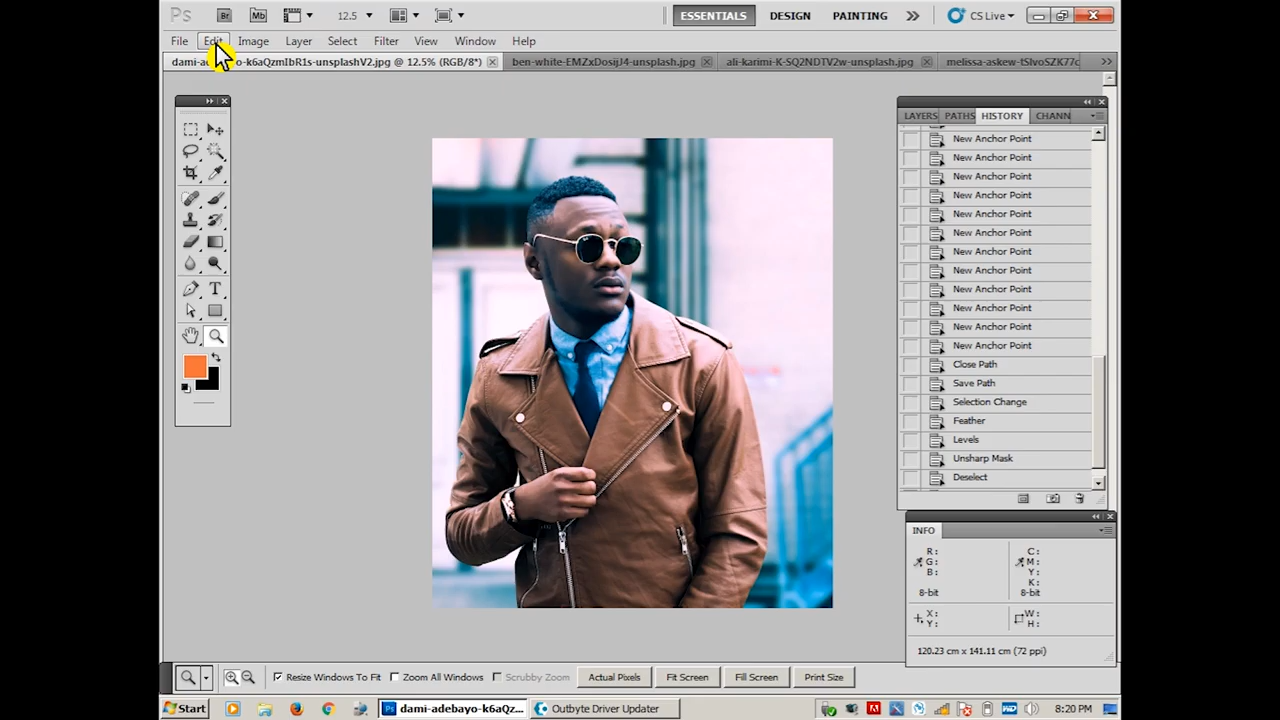 Ps Br Mb 12.5 ESSENTIALS DESIGN PAINTING CS Live
File Edit Image Layer Select Filter View Window Help
dami-adebayo-k6aQzmIbR1s-unsplashV2.jpg @ 12.5% (RGB/8*) ben-white-EMZxDosijJ4-unsplash.jpg ali-karimi-K-SQ2NDTV2w-unsplash.jpg melissa-askew-tSlvoSZK77c
LAYERS PATHS HISTORY CHANN
New Anchor Point
New Anchor Point
New Anchor Point
New Anchor Point
New Anchor Point
New Anchor Point
New Anchor Point
New Anchor Point
New Anchor Point
New Anchor Point
New Anchor Point
New Anchor Point
Close Path
Save Path
Selection Change
Feather
Levels
Unsharp Mask
Deselect
INFO
R: C:
G: M:
B: Y:
K:
8-bit 8-bit
X: W:
Y: H:
120.23 cm x 141.11 cm (72 ppi)
Resize Windows To Fit Zoom All Windows Scrubby Zoom Actual Pixels Fit Screen Fill Screen Print Size
Start Ps dami-adebayo-k6aQz... Outbyte Driver Updater 8:20 PM